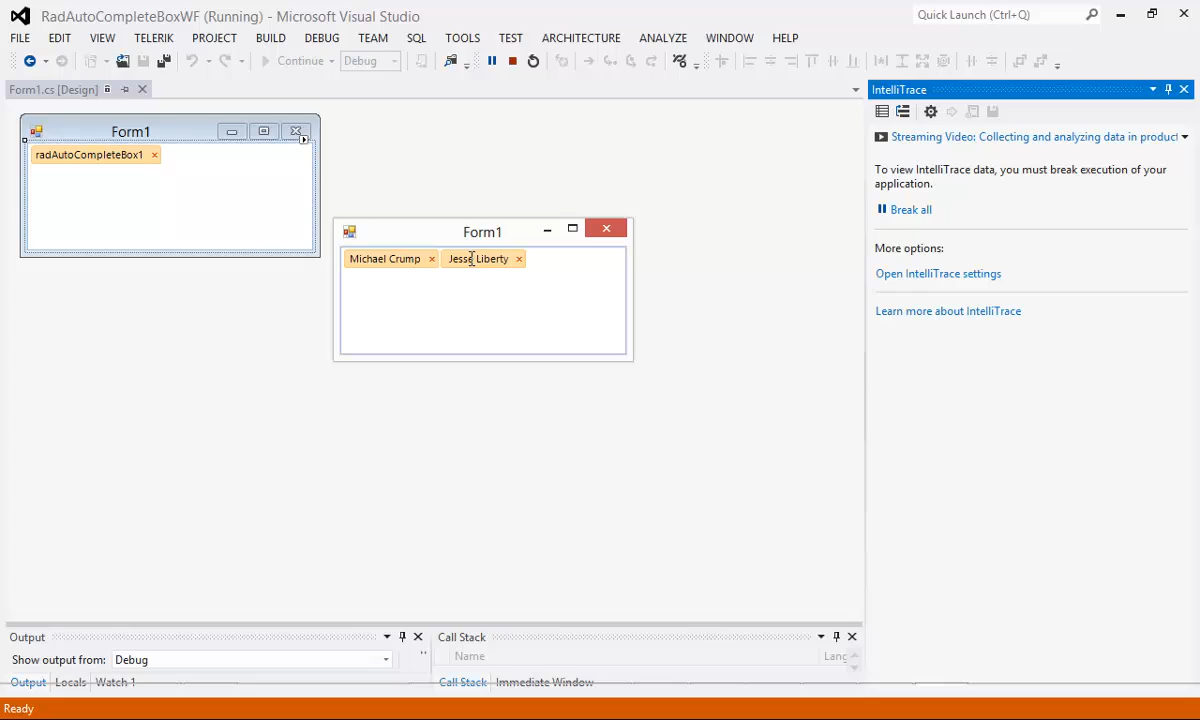 RadAutoCompleteBoxWF (Running) - Microsoft Visual Studio
Quick Launch (Ctrl+Q)
FILE EDIT VIEW TELERIK PROJECT BUILD DEBUG TEAM SQL TOOLS TEST ARCHITECTURE ANALYZE WINDOW HELP
Continue Debug
Form1.cs [Design]
IntelliTrace
Form1
radAutoCompleteBox1 ×
Streaming Video: Collecting and analyzing data in product
To view IntelliTrace data, you must break execution of your
application.
Break all
More options:
Open IntelliTrace settings
Learn more about IntelliTrace
Form1
Michael Crump × Jesse Liberty ×
Output
Call Stack
Show output from: Debug
Name
Lang
Output Locals Watch 1
Call Stack Immediate Window
Ready